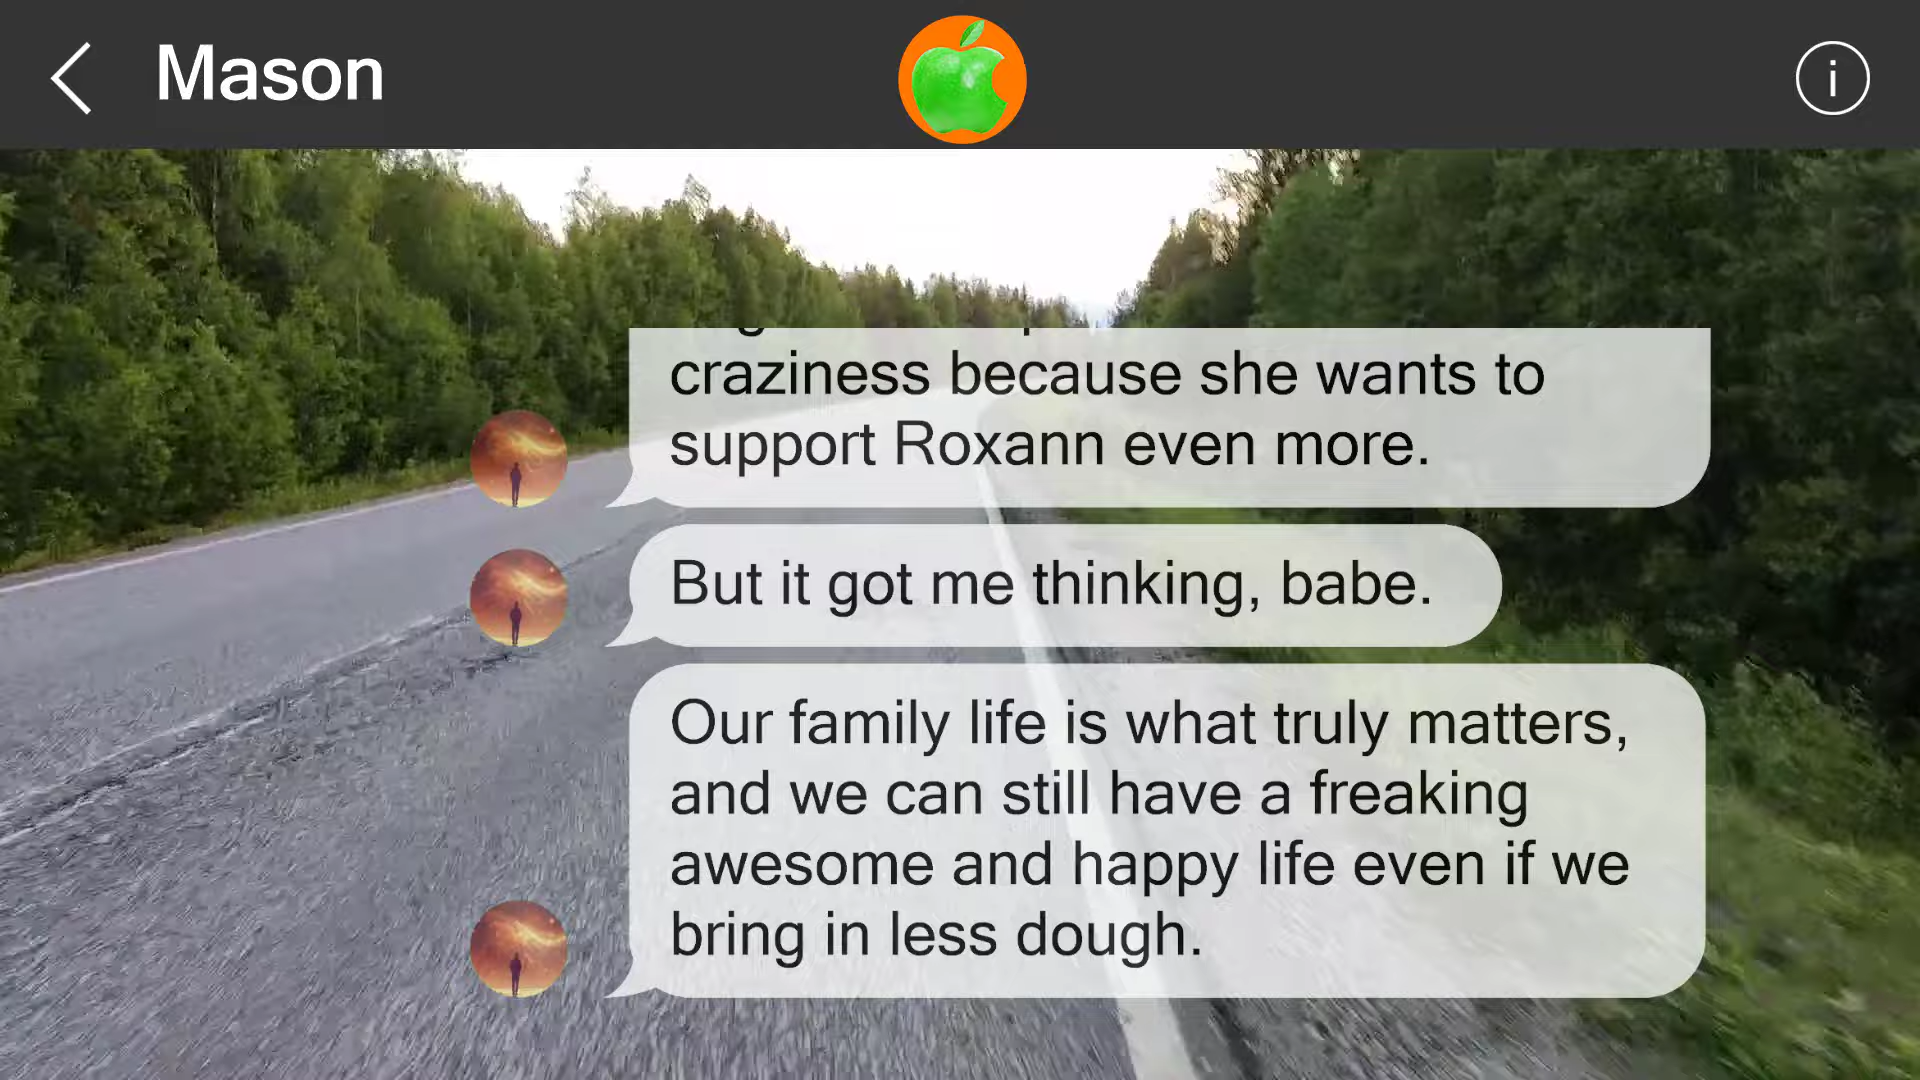 Mason
craziness because she wants to
support Roxann even more.
But it got me thinking, babe.
Our family life is what truly matters,
and we can still have a freaking
awesome and happy life even if we
bring in less dough.